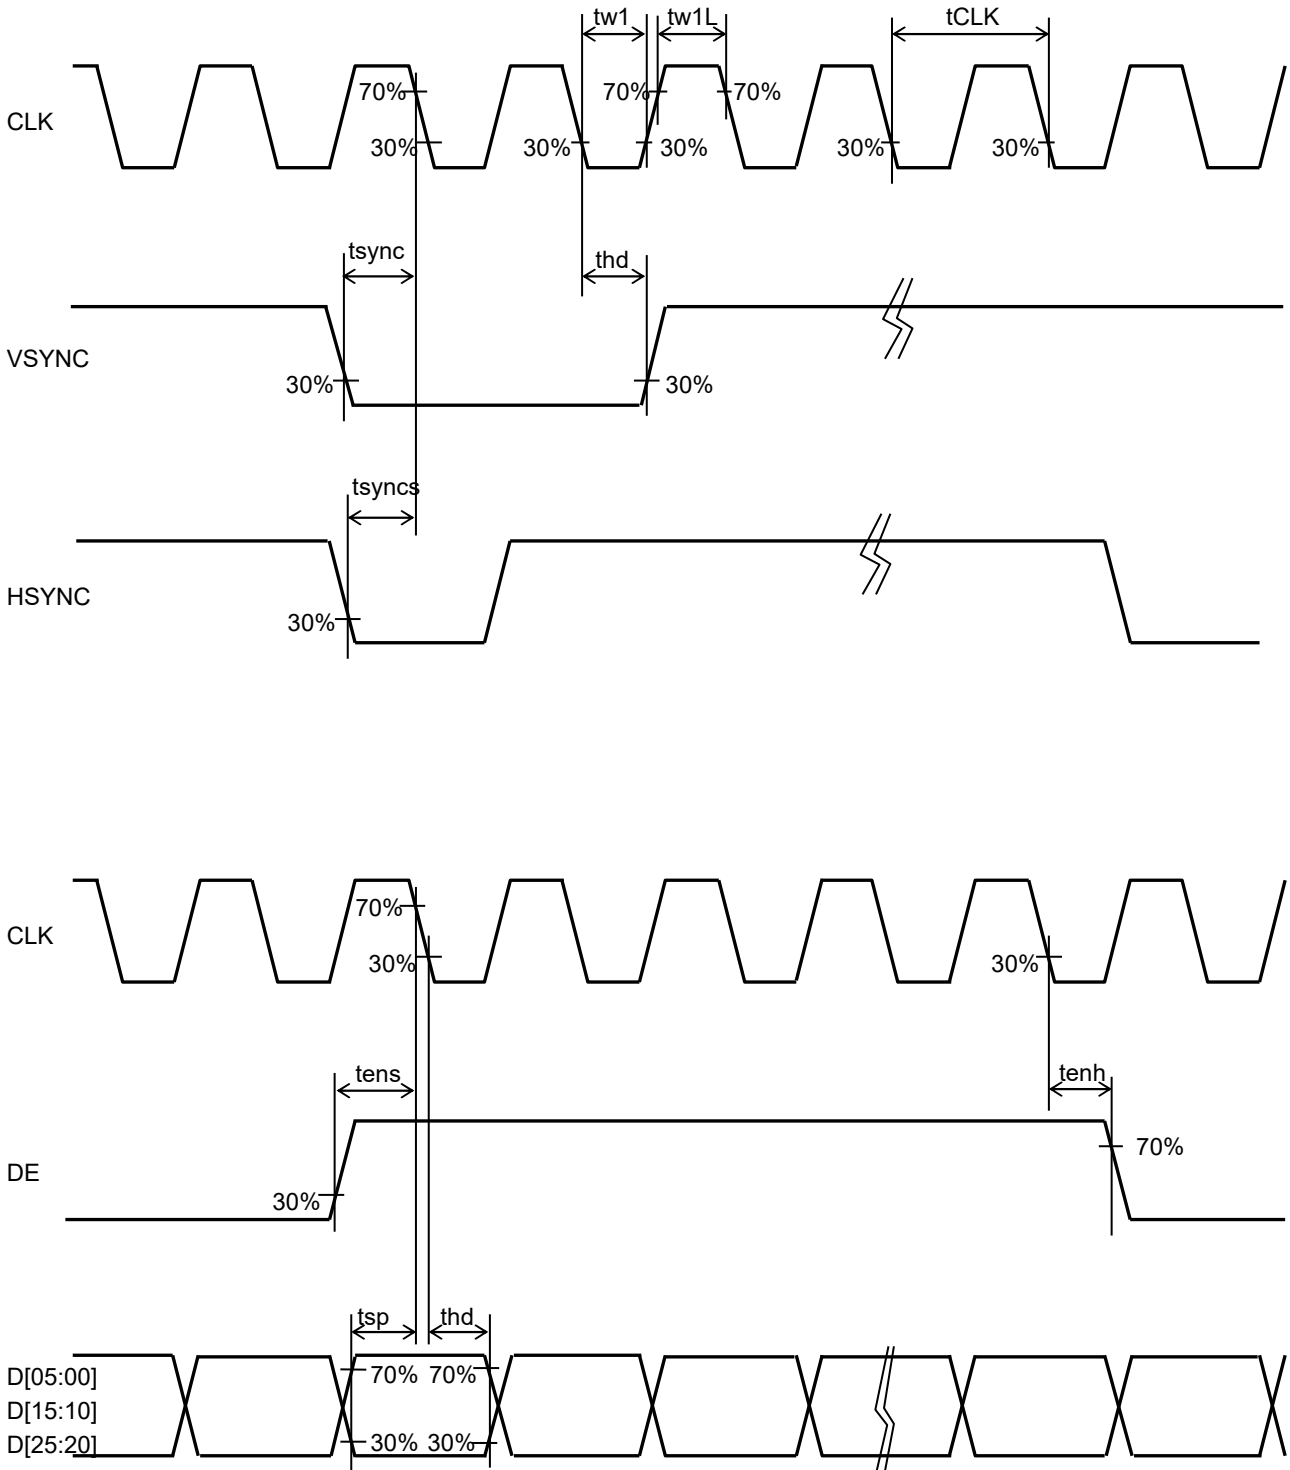 tw1 tw1L tCLK
70% 70% 70%
CLK
30% 30% 30% 30% 30%
tsync thd
VSYNC
30% 30%
tsyncs
HSYNC
30%
70%
CLK
30% 30%
tens tenh
70%
DE
30%
tsp thd
D[05:00] 70% 70%
D[15:10]
D[25:20] 30% 30%